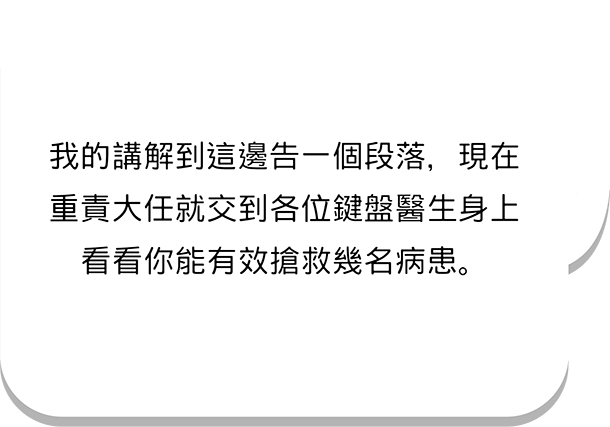 我的講解到這邊告一個段落，現在
重責大任就交到各位鍵盤醫生身上
看看你能有效搶救幾名病患。